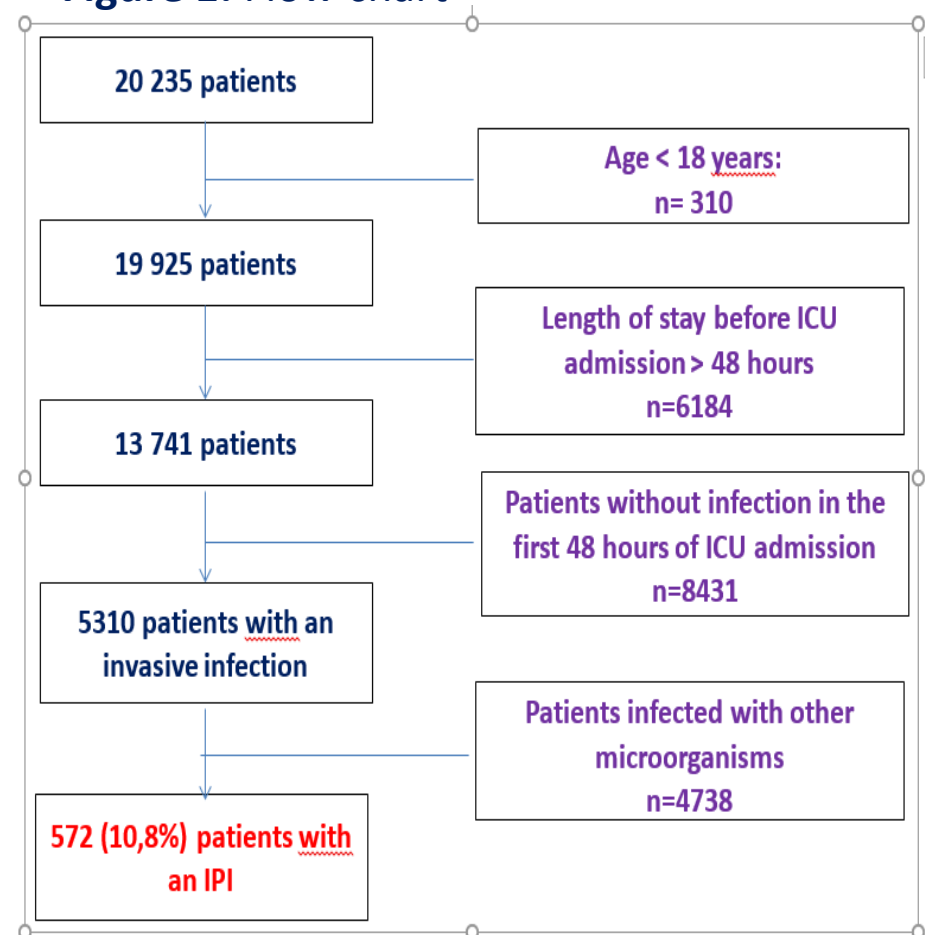 20 235 patients
Age < 18 years:
n= 310
19 925 patients
Length of stay before ICU
admission > 48 hours
n=6184
13 741 patients
Patients without infection in the
first 48 hours of ICU admission
n=8431
5310 patients with an
invasive infection
Patients infected with other
microorganisms
n=4738
572 (10,8%) patients with
an IPI